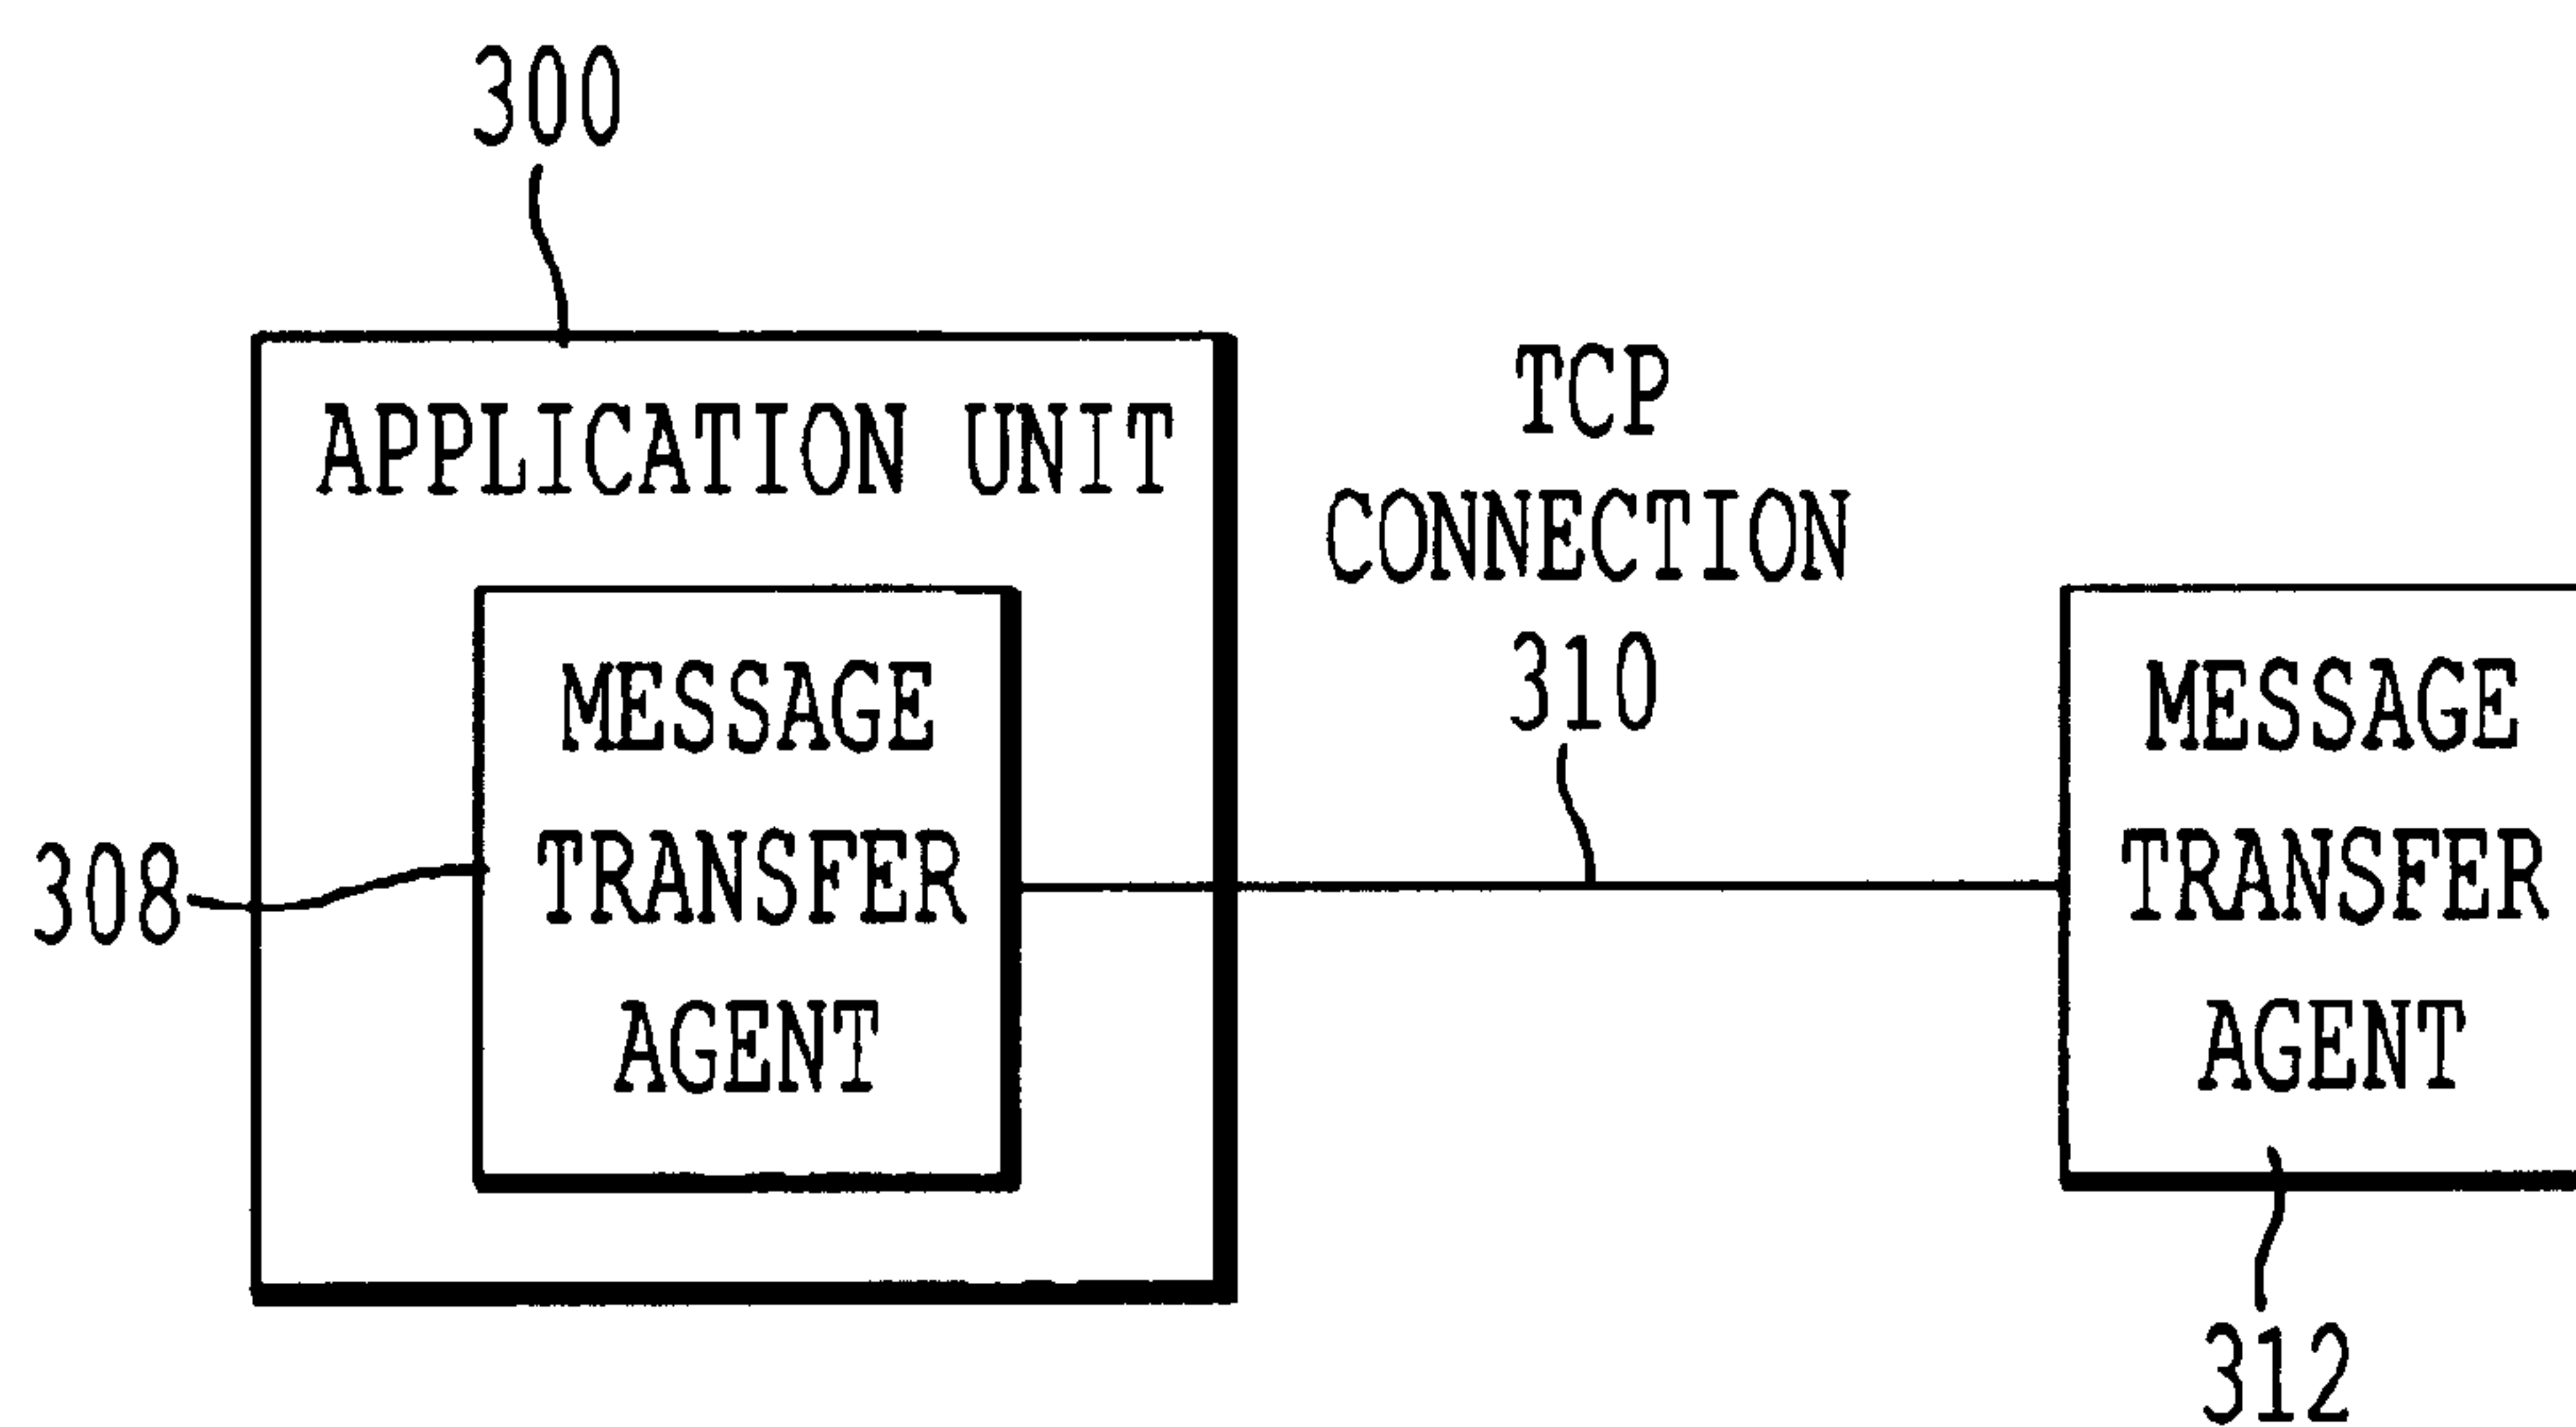 300
APPLICATION UNIT
MESSAGE
TRANSFER
AGENT
308
TCP
CONNECTION
310
MESSAGE
TRANSFER
AGENT
312